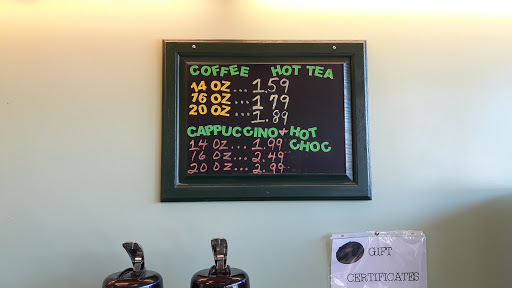 COFFEE HOT TEA
14 OZ... 1.59
16 OZ... 1.79
20 OZ... 1.89
CAPPUCCINO + HOT CHOC
14 OZ... 1.99
16 OZ... 2.49
20 OZ... 2.99
GIFT
CERTIFICATES